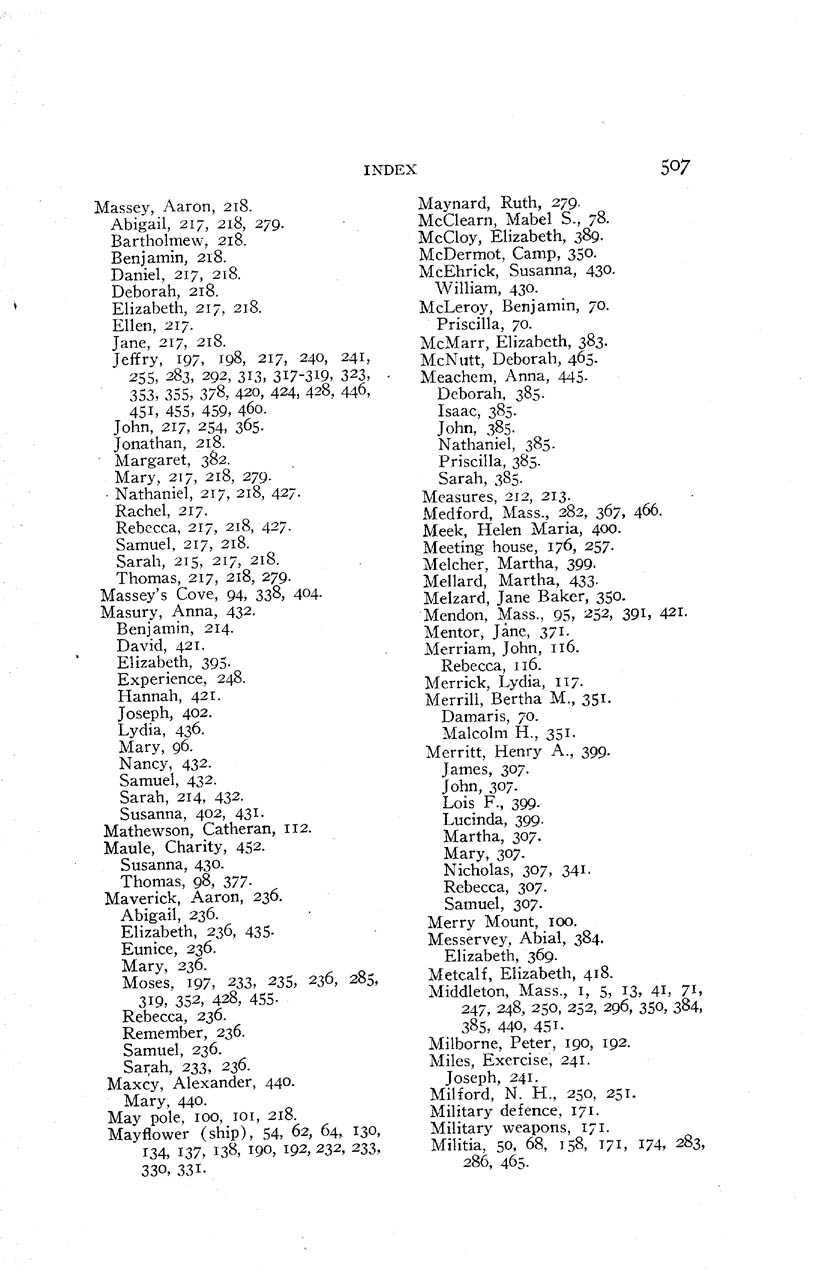 INDEX 507
Massey, Aaron, 218.
Abigail, 217, 218, 279.
Bartholmew, 218.
Benjamin, 218.
Daniel, 217, 218.
Deborah, 218.
Elizabeth, 217, 218.
Ellen, 217.
Jane, 217, 218.
Jeffry, 197, 198, 217, 240, 241,
255, 283, 292, 313, 317-319, 323,
353, 355, 378, 420, 424, 428, 446,
451, 455, 459, 460.
John, 217, 254, 365.
Jonathan, 218.
Margaret, 382.
Mary, 217, 218, 279.
Nathaniel, 217, 218, 427.
Rachel, 217.
Rebecca, 217, 218, 427.
Samuel, 217, 218.
Sarah, 215, 217, 218.
Thomas, 217, 218, 279.
Massey's Cove, 94, 338, 404.
Masury, Anna, 432.
Benjamin, 214.
David, 421.
Elizabeth, 395.
Experience, 248.
Hannah, 421.
Joseph, 402.
Lydia, 436.
Mary, 96.
Nancy, 432.
Samuel, 432.
Sarah, 214, 432.
Susanna, 402, 431.
Mathewson, Catheran, 112.
Maule, Charity, 452.
Susanna, 430.
Thomas, 98, 377.
Maverick, Aaron, 236.
Abigail, 236.
Elizabeth, 236, 435.
Eunice, 236.
Mary, 236.
Moses, 197, 233, 235, 236, 285,
319, 352, 428, 455.
Rebecca, 236.
Remember, 236.
Samuel, 236.
Sarah, 233, 236.
Maxcy, Alexander, 440.
Mary, 440.
May pole, 100, 101, 218.
Mayflower (ship), 54, 62, 64, 130,
134, 137, 138, 190, 192, 232, 233,
330, 331.
Maynard, Ruth, 279.
McClearn, Mabel S., 78.
McCloy, Elizabeth, 389.
McDermot, Camp, 350.
McEhrick, Susanna, 430.
William, 430.
McLeroy, Benjamin, 70.
Priscilla, 70.
McMarr, Elizabeth, 383.
McNutt, Deborah, 465.
Meachem, Anna, 445.
Deborah, 385.
Isaac, 385.
John, 385.
Nathaniel, 385.
Priscilla, 385.
Sarah, 385.
Measures, 212, 213.
Medford, Mass., 282, 367, 466.
Meek, Helen Maria, 400.
Meeting house, 176, 257.
Melcher, Martha, 399.
Mellard, Martha, 433.
Melzard, Jane Baker, 350.
Mendon, Mass., 95, 252, 391, 421.
Mentor, Jane, 371.
Merriam, John, 116.
Rebecca, 116.
Merrick, Lydia, 117.
Merrill, Bertha M., 351.
Damaris, 70.
Malcolm H., 351.
Merritt, Henry A., 399.
James, 307.
John, 307.
Lois F., 399.
Lucinda, 399.
Martha, 307.
Mary, 307.
Nicholas, 307, 341.
Rebecca, 307.
Samuel, 307.
Merry Mount, 100.
Messervey, Abial, 384.
Elizabeth, 369.
Metcalf, Elizabeth, 418.
Middleton, Mass., 1, 5, 13, 41, 71,
247, 248, 250, 252, 296, 350, 384,
385, 440, 451.
Milborne, Peter, 190, 192.
Miles, Exercise, 241.
Joseph, 241.
Milford, N. H., 250, 251.
Military defence, 171.
Military weapons, 171.
Militia, 50, 68, 158, 171, 174, 283,
286, 465.